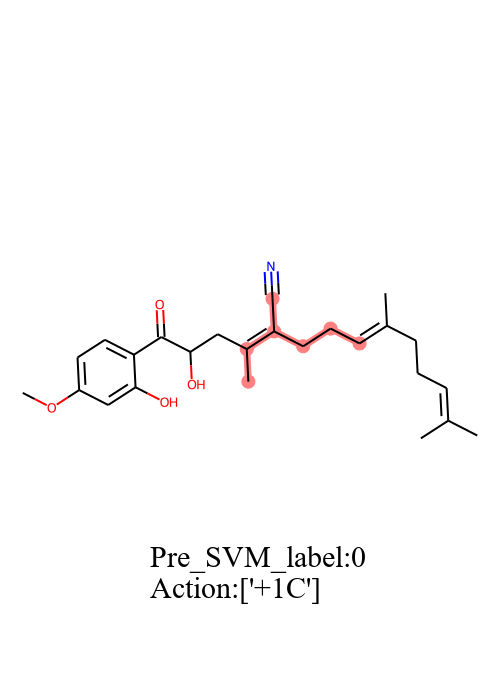 N
O
OH
OH
O
Pre_SVM_label:0
Action:['+1C']